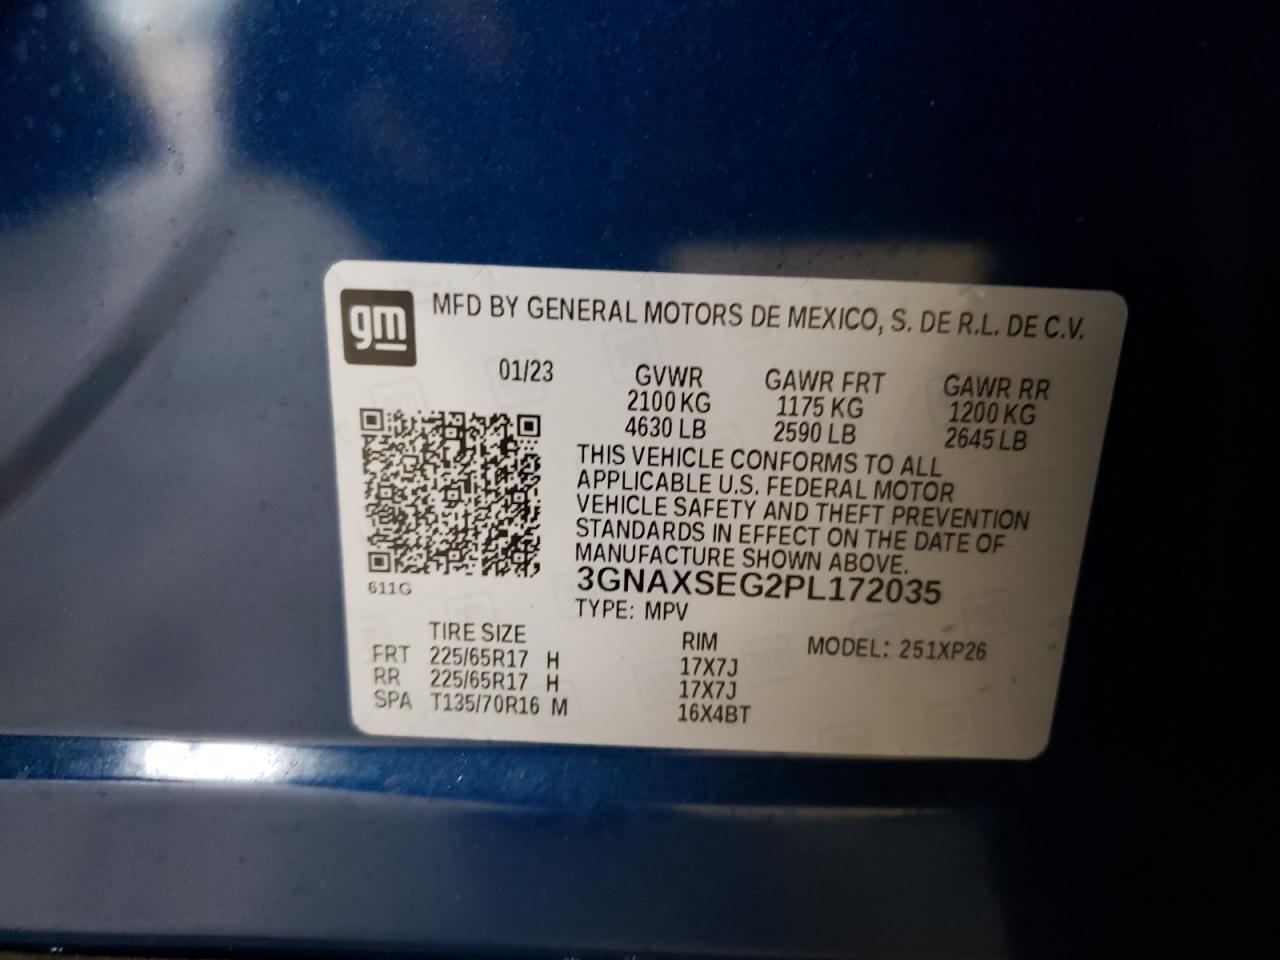 gm MFD BY GENERAL MOTORS DE MEXICO, S. DE R.L. DE C.V.
01/23 GVWR GAWR FRT GAWR RR
2100 KG 1175 KG 1200 KG
4630 LB 2590 LB 2645 LB
THIS VEHICLE CONFORMS TO ALL
APPLICABLE U.S. FEDERAL MOTOR
VEHICLE SAFETY AND THEFT PREVENTION
STANDARDS IN EFFECT ON THE DATE OF
MANUFACTURE SHOWN ABOVE.
3GNAXSEG2PL172035
611G
TYPE: MPV
TIRE SIZE RIM MODEL: 251XP26
FRT 225/65R17 H 17X7J
RR 225/65R17 H 17X7J
SPA T135/70R16 M 16X4BT